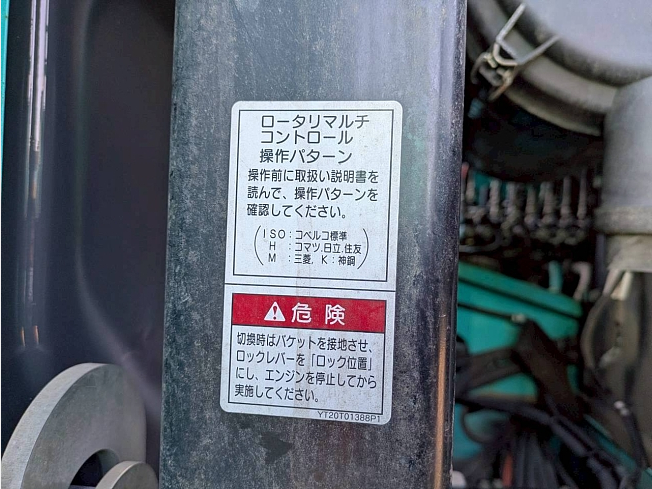 ロータリマルチ
コントロール
操作パターン
操作前に取扱い説明書を
読んで、操作パターンを
確認してください。
ISO：コベルコ標準
H：コマツ,日立,住友
M：三菱, K：神鋼
危険
切換時はバケットを接地させ、
ロックレバーを「ロック位置」
にし、エンジンを停止してから
実施してください。
YT20T01388P1